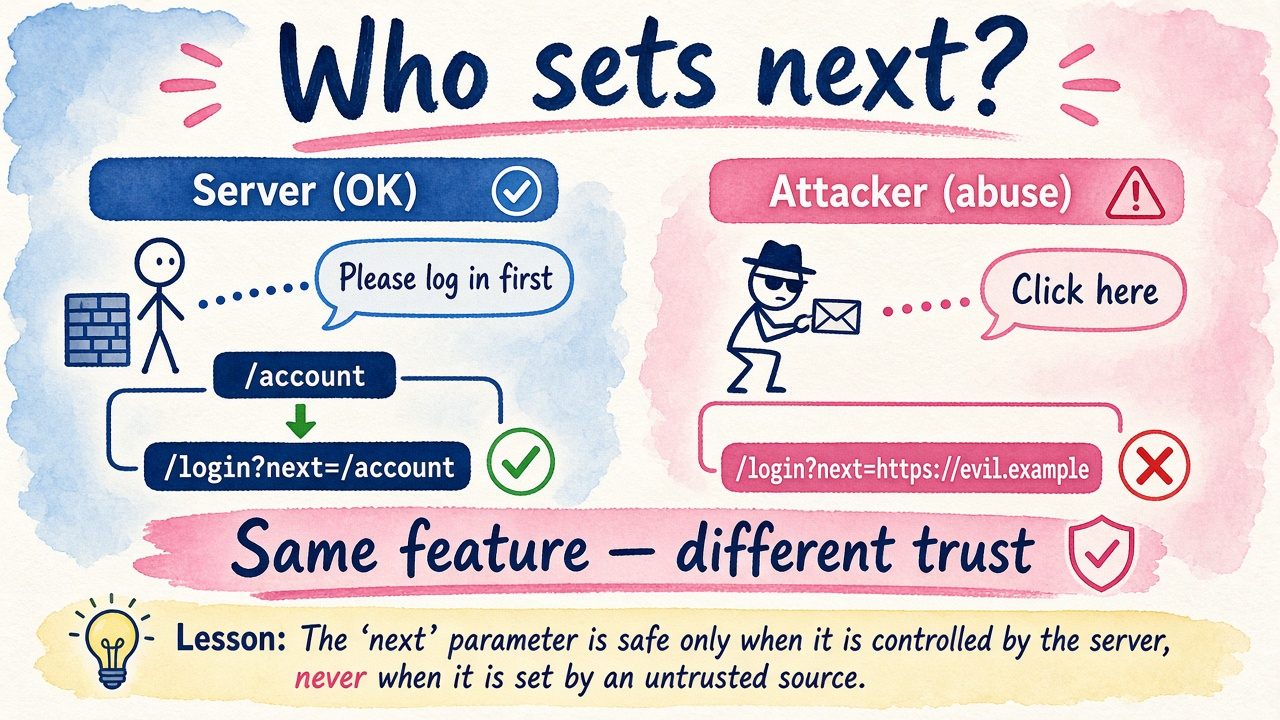 Who sets next?
Server (OK)
Please log in first
/account
/login?next=/account
Attacker (abuse)
Click here
/login?next=https://evil.example
Same feature — different trust
Lesson: The ‘next’ parameter is safe only when it is controlled by the server,
never when it is set by an untrusted source.